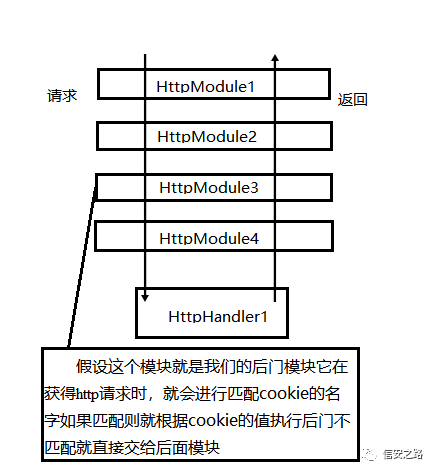 请求
返回
HttpModule1
HttpModule2
HttpModule3
HttpModule4
HttpHandler1
假设这个模块就是我们的后门模块它在
获得http请求时，就会进行匹配cookie的名
字如果匹配则就根据cookie的值执行后门不
匹配就直接交给后面模块
信安之路